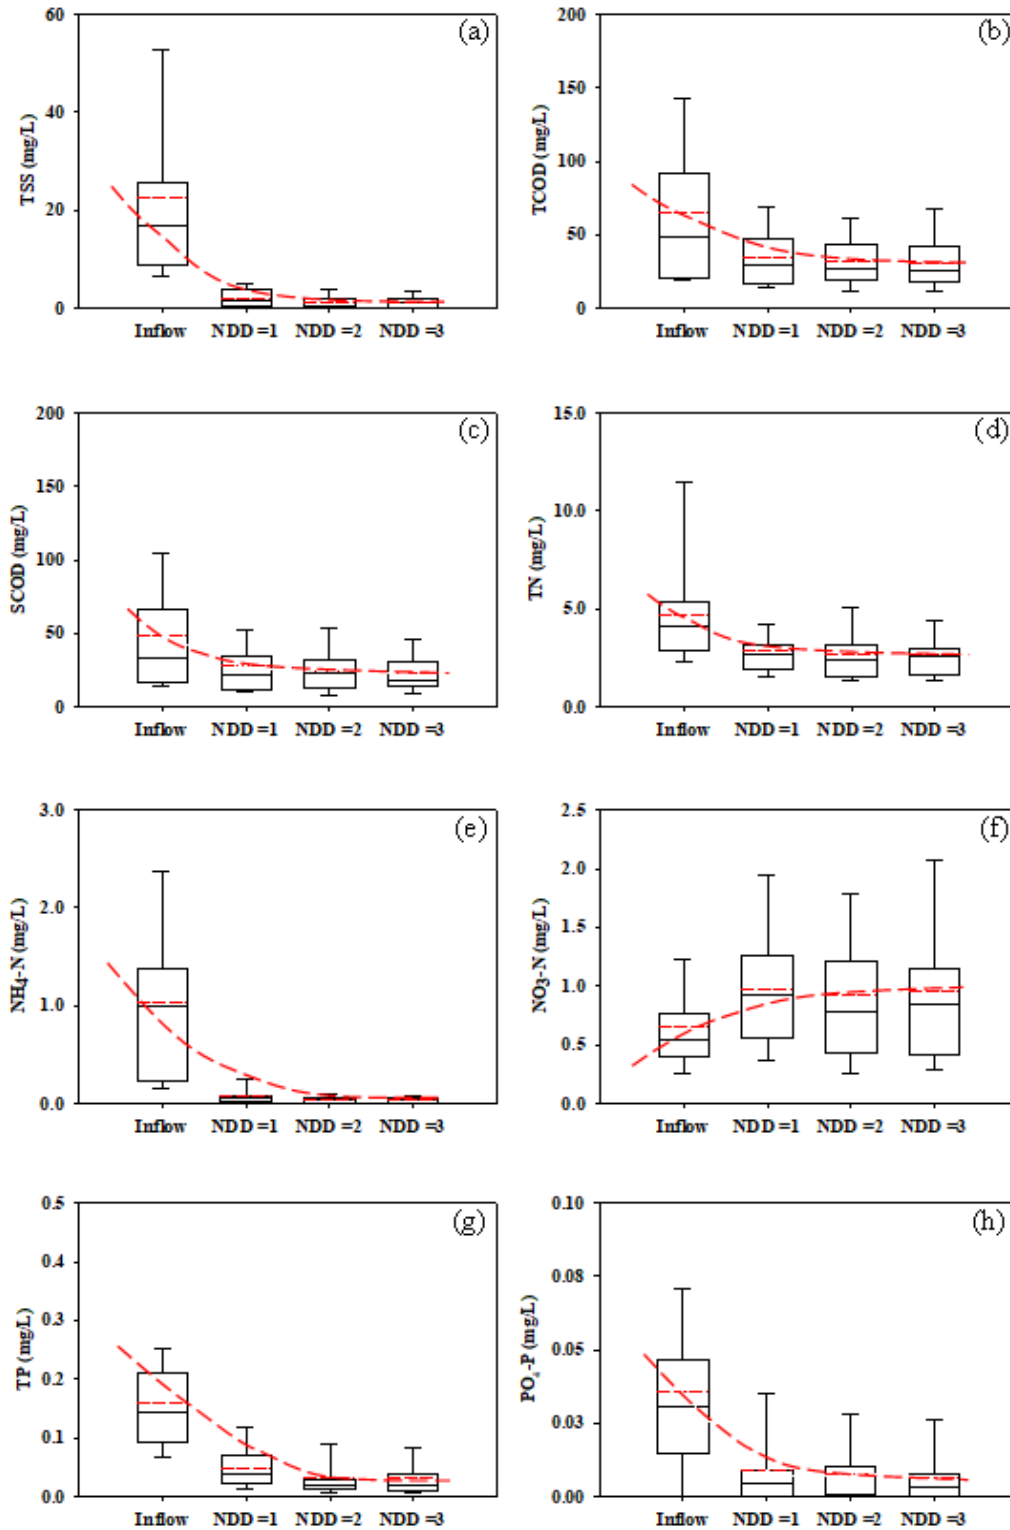 60
(a)
40
20
0
TSS (mg/L)
Inflow NDD =1 NDD =2 NDD =3
200
(b)
150
100
50
0
TCOD (mg/L)
Inflow NDD =1 NDD =2 NDD =3
200
(c)
150
100
50
0
SCOD (mg/L)
Inflow NDD =1 NDD =2 NDD =3
15.0
(d)
10.0
5.0
0.0
TN (mg/L)
Inflow NDD =1 NDD =2 NDD =3
3.0
(e)
2.0
1.0
0.0
NH4-N (mg/L)
Inflow NDD =1 NDD =2 NDD =3
2.5
(f)
2.0
1.5
1.0
0.5
0.0
NO3-N (mg/L)
Inflow NDD =1 NDD =2 NDD =3
0.5
(g)
0.4
0.3
0.2
0.1
0.0
TP (mg/L)
Inflow NDD =1 NDD =2 NDD =3
0.10
(h)
0.08
0.05
0.03
0.00
PO4-P (mg/L)
Inflow NDD =1 NDD =2 NDD =3